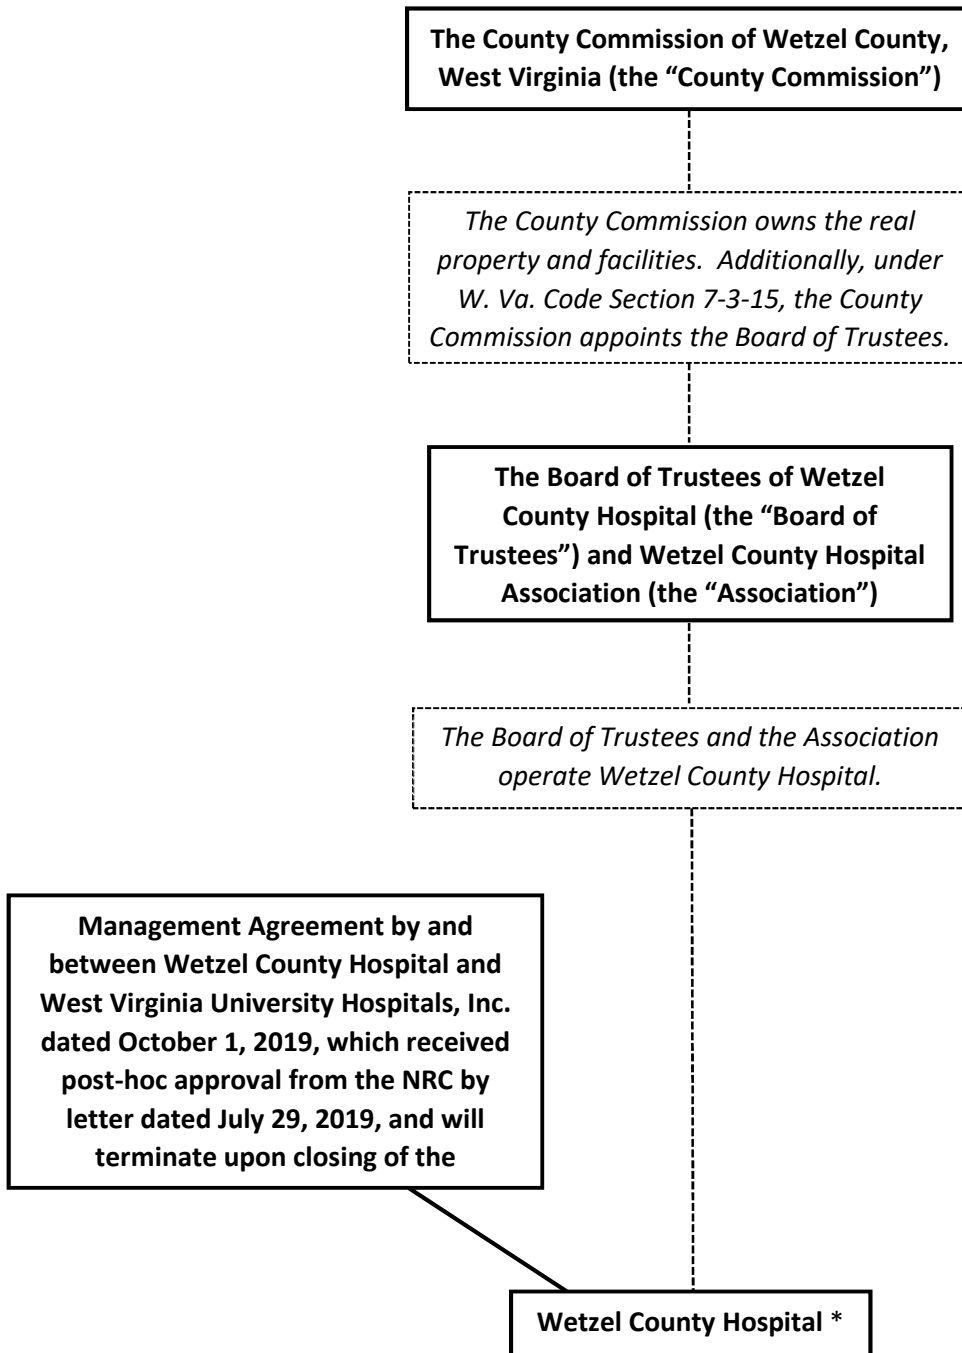 The County Commission of Wetzel County,
West Virginia (the “County Commission”)
The County Commission owns the real
property and facilities.  Additionally, under
W. Va. Code Section 7-3-15, the County
Commission appoints the Board of Trustees.
The Board of Trustees of Wetzel
County Hospital (the “Board of
Trustees”) and Wetzel County Hospital
Association (the “Association”)
The Board of Trustees and the Association
operate Wetzel County Hospital.
Management Agreement by and
between Wetzel County Hospital and
West Virginia University Hospitals, Inc.
dated October 1, 2019, which received
post-hoc approval from the NRC by
letter dated July 29, 2019, and will
terminate upon closing of the
Wetzel County Hospital *